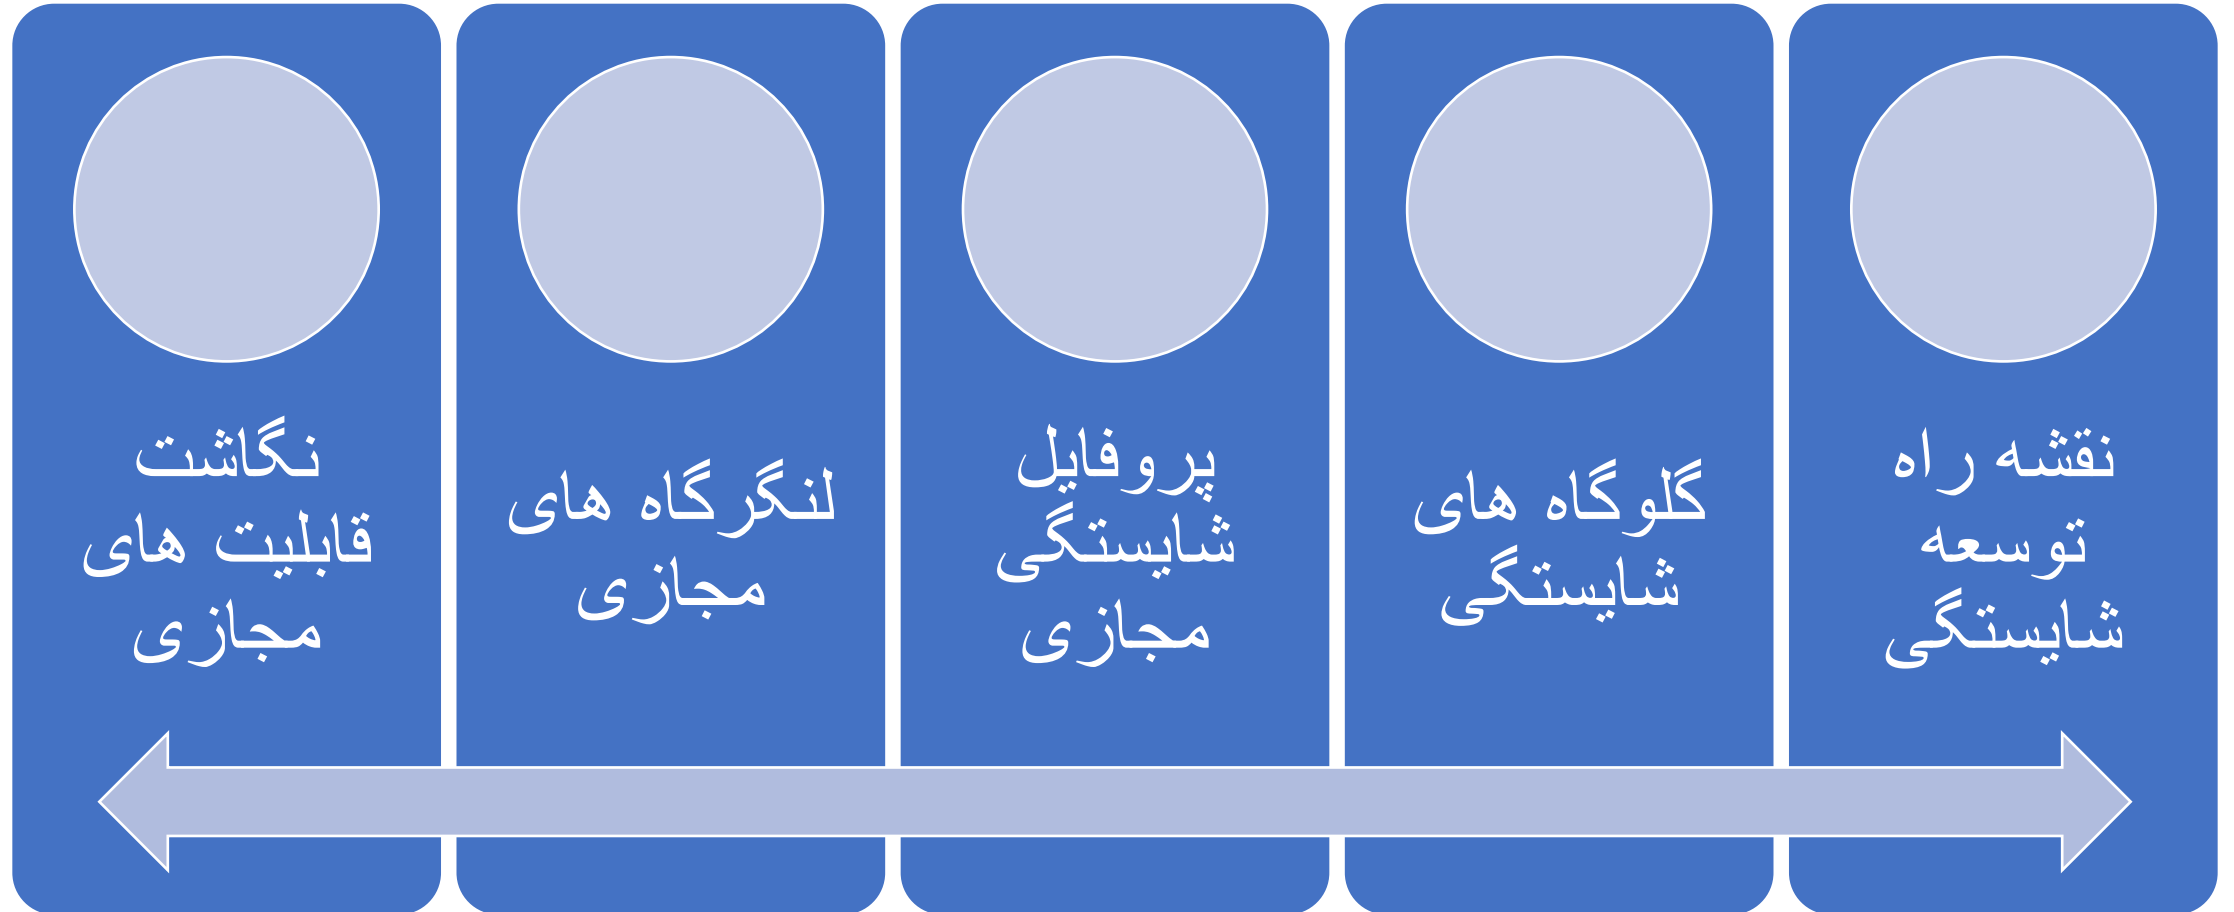 نقشه راه
توسعه
شایستگی
گلوگاه های
شایستگی
پروفایل
شایستگی
مجازی
لنگرگاه های
مجازی
نگاشت
قابلیت های
مجازی